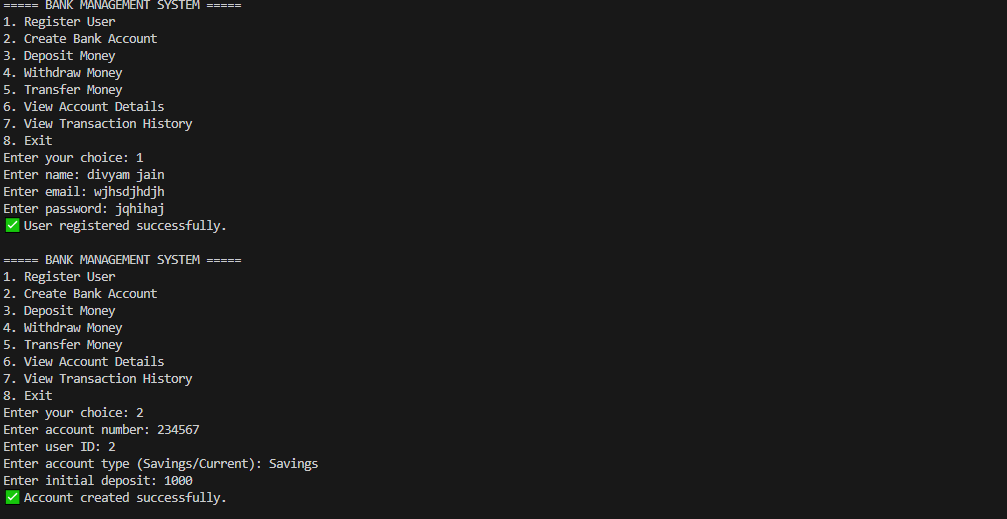 ===== BANK MANAGEMENT SYSTEM =====
1. Register User
2. Create Bank Account
3. Deposit Money
4. Withdraw Money
5. Transfer Money
6. View Account Details
7. View Transaction History
8. Exit
Enter your choice: 1
Enter name: divyam jain
Enter email: wjhsdjhdjh
Enter password: jqhihaj
✅ User registered successfully.

===== BANK MANAGEMENT SYSTEM =====
1. Register User
2. Create Bank Account
3. Deposit Money
4. Withdraw Money
5. Transfer Money
6. View Account Details
7. View Transaction History
8. Exit
Enter your choice: 2
Enter account number: 234567
Enter user ID: 2
Enter account type (Savings/Current): Savings
Enter initial deposit: 1000
✅ Account created successfully.